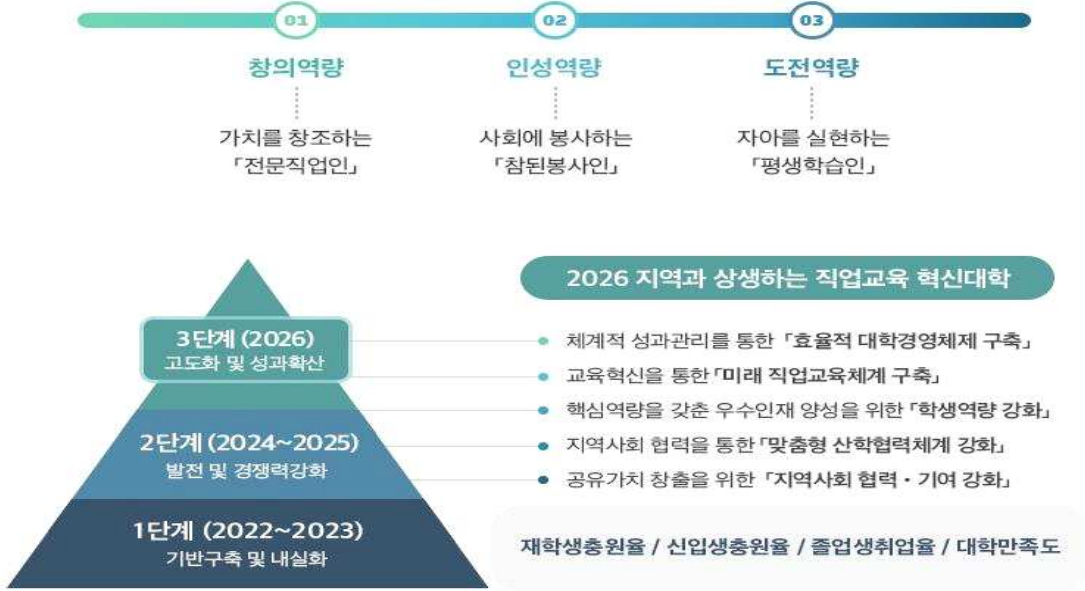 01
02
03
창의역량
인성역량
도전역량
가치를 창조하는
「전문직업인」
사회에 봉사하는
「참된봉사인」
자아를 실현하는
「평생학습인」
3단계 (2026)
고도화 및 성과확산
2단계 (2024~2025)
발전 및 경쟁력강화
1단계 (2022~2023)
기반구축 및 내실화
2026 지역과 상생하는 직업교육 혁신대학
체계적 성과관리를 통한 「효율적 대학경영체제 구축」
교육혁신을 통한 「미래 직업교육체계 구축」
핵심역량을 갖춘 우수인재 양성을 위한 「학생역량 강화」
지역사회 협력을 통한 「맞춤형 산학협력체계 강화」
공유가치 창출을 위한 「지역사회 협력・기여 강화」
재학생충원율 / 신입생충원율 / 졸업생취업율 / 대학만족도